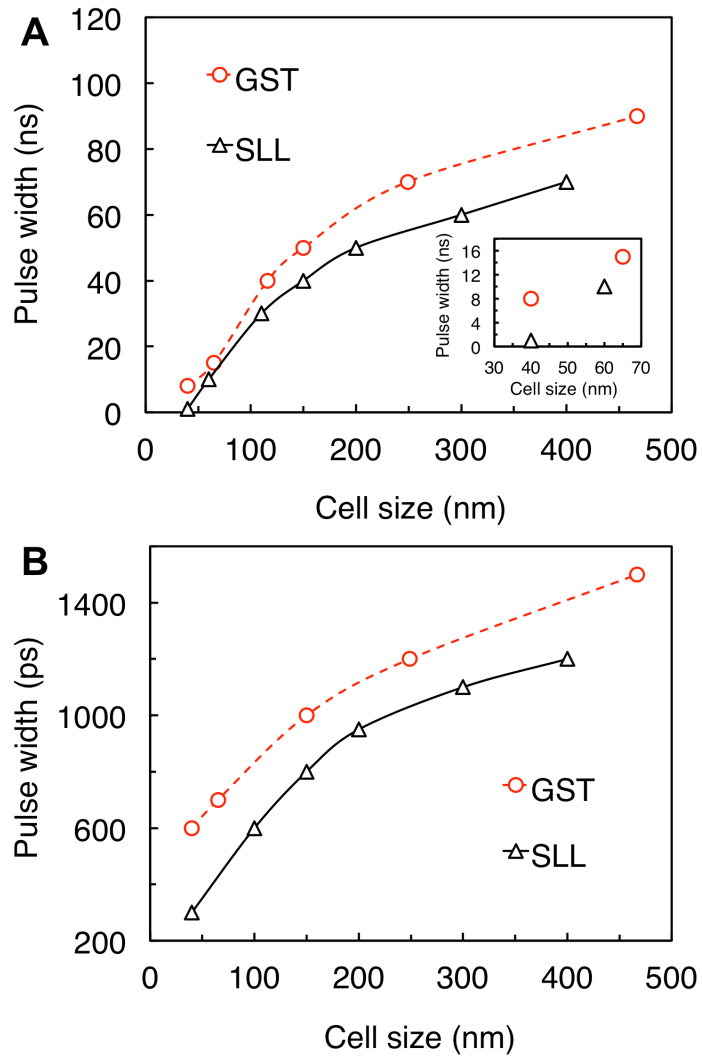 A
Pulse width (ns)
120
100
80
60
40
20
0
GST
SLL
Pulse width (ns)
16
12
8
4
0
30 40 50 60 70
Cell size (nm)
0 100 200 300 400 500
Cell size (nm)
B
Pulse width (ps)
1400
1000
600
200
GST
SLL
0 100 200 300 400 500
Cell size (nm)